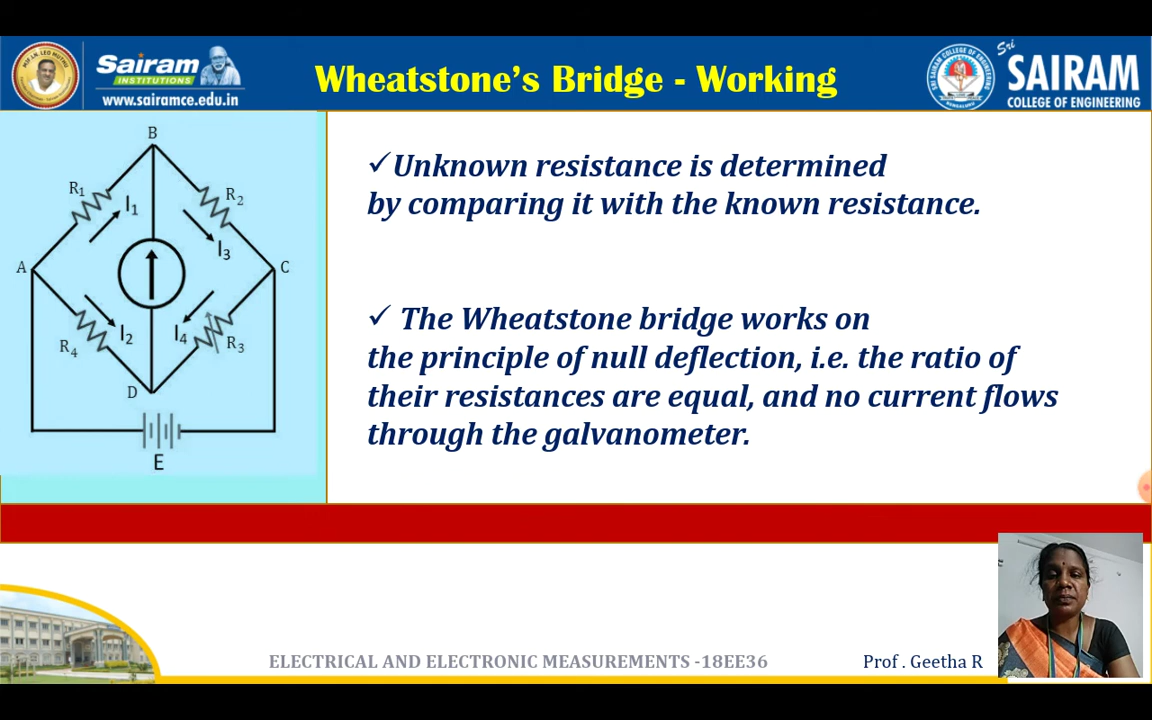 Sairam
INSTITUTIONS
www.sairamce.edu.in
Wheatstone's Bridge - Working
Sri
SAIRAM
COLLEGE OF ENGINEERING
B
R1
R2
I1
I3
A
C
I2
I4
R4
R3
D
E
✓Unknown resistance is determined
by comparing it with the known resistance.
✓ The Wheatstone bridge works on
the principle of null deflection, i.e. the ratio of
their resistances are equal, and no current flows
through the galvanometer.
ELECTRICAL AND ELECTRONIC MEASUREMENTS -18EE36
Prof . Geetha R